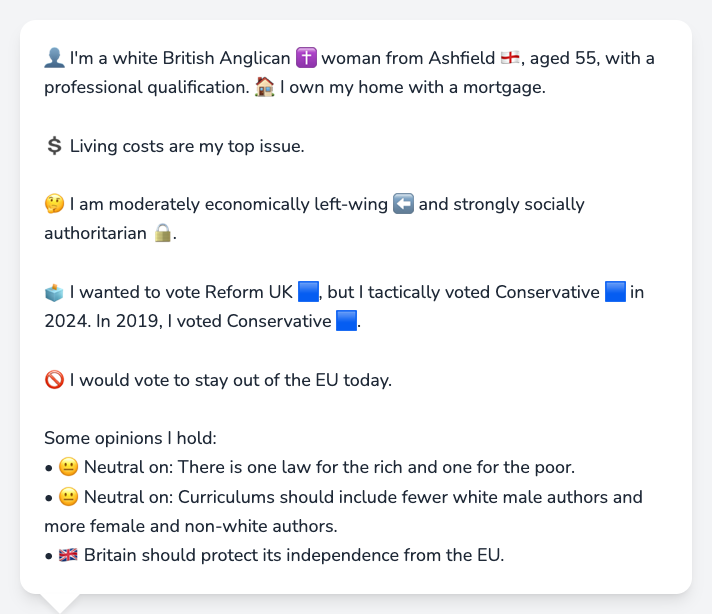 👤 I'm a white British Anglican ✝️ woman from Ashfield 🏴󠁧󠁢󠁥󠁮󠁧󠁿, aged 55, with a
professional qualification. 🏠 I own my home with a mortgage.
💲 Living costs are my top issue.
🤔 I am moderately economically left-wing ⬅️ and strongly socially
authoritarian 🔒.
🗳️ I wanted to vote Reform UK 🟦, but I tactically voted Conservative 🟦 in
2024. In 2019, I voted Conservative 🟦.
🚫 I would vote to stay out of the EU today.
Some opinions I hold:
• 😐 Neutral on: There is one law for the rich and one for the poor.
• 😐 Neutral on: Curriculums should include fewer white male authors and
more female and non-white authors.
• 🇬🇧 Britain should protect its independence from the EU.